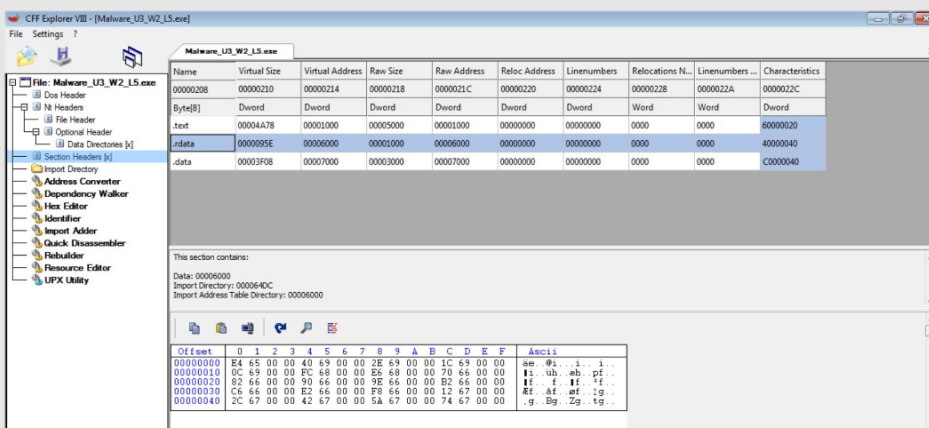 CFF Explorer VIII - [Malware_U3_W2_L5.exe]
File Settings ?
Malware_U3_W2_L5.exe
File: Malware_U3_W2_L5.exe
Dos Header
Nt Headers
File Header
Optional Header
Data Directories [x]
Section Headers [x]
Import Directory
Address Converter
Dependency Walker
Hex Editor
Identifier
Import Adder
Quick Disassembler
Rebuilder
Resource Editor
UPX Utility
Name Virtual Size Virtual Address Raw Size Raw Address Reloc Address Linenumbers Relocations N... Linenumbers ... Characteristics
00000208 00000210 00000214 00000218 0000021C 00000220 00000224 00000228 0000022A 0000022C
Byte[8] Dword Dword Dword Dword Dword Dword Word Word Dword
.text 00004A78 00001000 00005000 00001000 00000000 00000000 0000 0000 60000020
.rdata 0000095E 00006000 00001000 00006000 00000000 00000000 0000 0000 40000040
.data 00003F08 00007000 00003000 00007000 00000000 00000000 0000 0000 C0000040
This section contains:
Data: 00006000
Import Directory: 000064DC
Import Address Table Directory: 00006000
Offset 0 1 2 3 4 5 6 7 8 9 A B C D E F Ascii
00000000 E4 65 00 00 40 69 00 00 2E 69 00 00 1C 69 00 00 äe..@i...i...i..
00000010 0C 69 00 00 FC 68 00 00 E6 68 00 00 70 66 00 00
00000020 82 66 00 00 90 66 00 00 9E 66 00 00 B2 66 00 00
00000030 C6 66 00 00 E2 66 00 00 F8 66 00 00 12 67 00 00
00000040 2C 67 00 00 42 67 00 00 5A 67 00 00 74 67 00 00 ,g..Bg..Zg..tg..